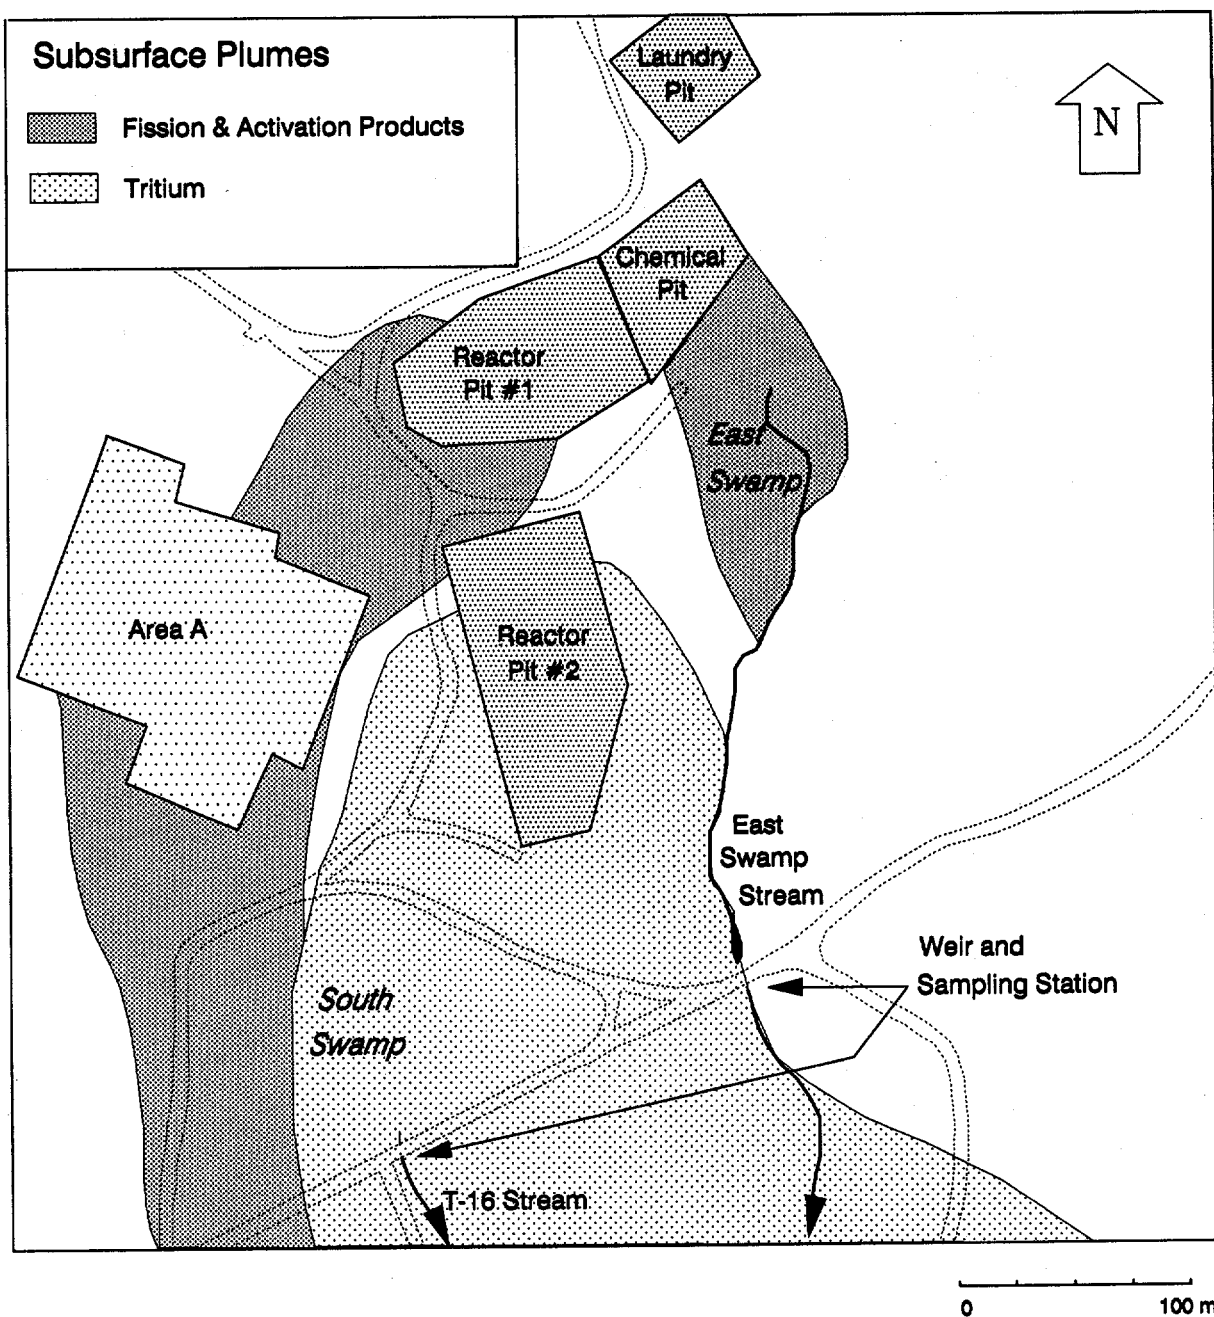 Subsurface Plumes
Fission & Activation Products
Tritium
Laundry
Pit
N
Chemical
Pit
Reactor
Pit #1
East
Swamp
Area A
Reactor
Pit #2
East
Swamp
Stream
Weir and
Sampling Station
South
Swamp
T-16 Stream
0 100 m